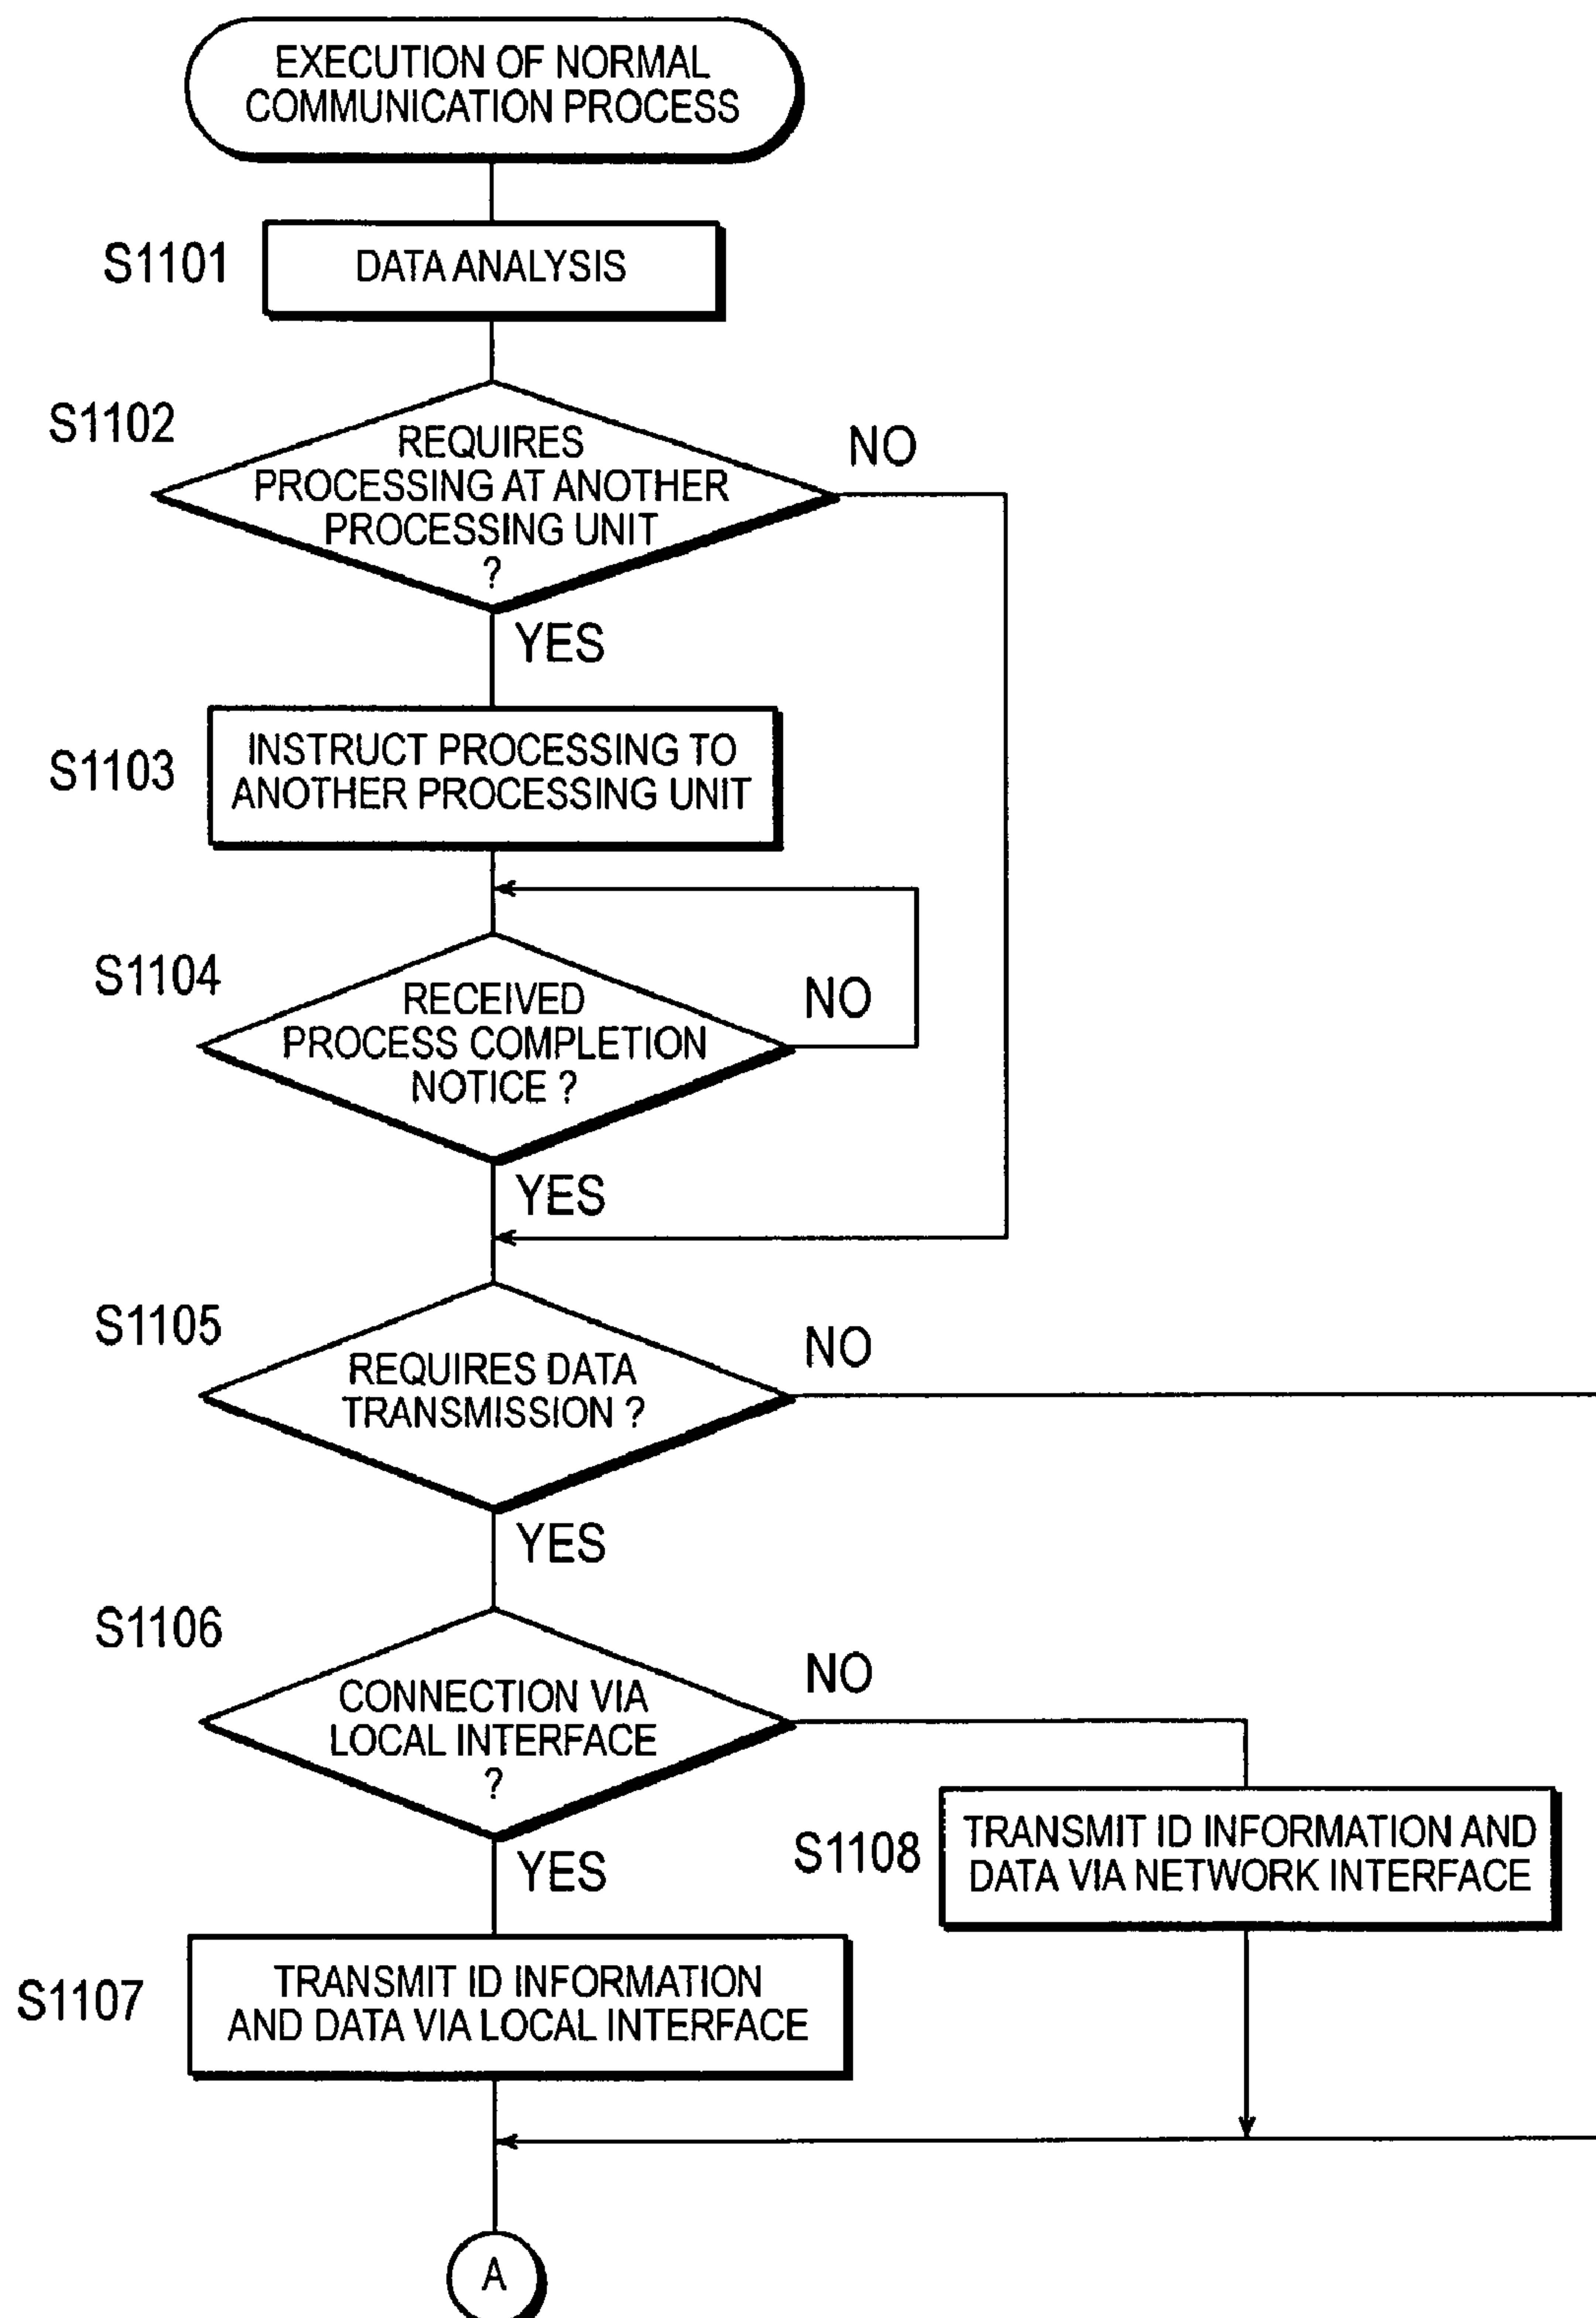 EXECUTION OF NORMAL
COMMUNICATION PROCESS
S1101
DATA ANALYSIS
S1102
REQUIRES
PROCESSING AT ANOTHER
PROCESSING UNIT
?
NO
YES
S1103
INSTRUCT PROCESSING TO
ANOTHER PROCESSING UNIT
S1104
RECEIVED
PROCESS COMPLETION
NOTICE ?
NO
YES
S1105
REQUIRES DATA
TRANSMISSION ?
NO
YES
S1106
CONNECTION VIA
LOCAL INTERFACE
?
NO
YES
S1108
TRANSMIT ID INFORMATION AND
DATA VIA NETWORK INTERFACE
S1107
TRANSMIT ID INFORMATION
AND DATA VIA LOCAL INTERFACE
A